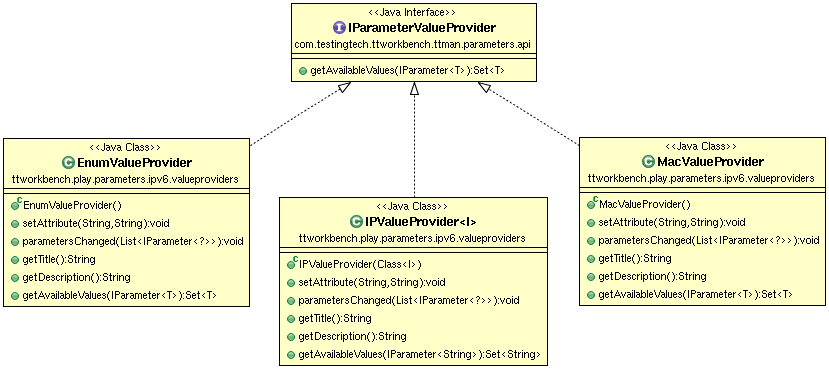 <<Java Interface>>
IParameterValueProvider
com.testingtech.ttworkbench.ttman.parameters.api
getAvailableValues(IParameter<T>):Set<T>
<<Java Class>>
EnumValueProvider
ttworkbench.play.parameters.ipv6.valueproviders
EnumValueProvider()
setAttribute(String,String):void
parametersChanged(List<IParameter<?>>):void
getTitle():String
getDescription():String
getAvailableValues(IParameter<T>):Set<T>
<<Java Class>>
IPValueProvider<I>
ttworkbench.play.parameters.ipv6.valueproviders
IPValueProvider(Class<I>)
setAttribute(String,String):void
parametersChanged(List<IParameter<?>>):void
getTitle():String
getDescription():String
getAvailableValues(IParameter<String>):Set<String>
<<Java Class>>
MacValueProvider
ttworkbench.play.parameters.ipv6.valueproviders
MacValueProvider()
setAttribute(String,String):void
parametersChanged(List<IParameter<?>>):void
getTitle():String
getDescription():String
getAvailableValues(IParameter<T>):Set<T>